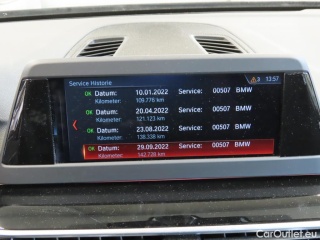 Service Historie
3 13:57
OK Datum: 10.01.2022 Service: 00507 BMW
Kilometer: 109.776 km
OK Datum: 20.04.2022 Service: 00507 BMW
Kilometer: 121.123 km
OK Datum: 23.08.2022 Service: 00507 BMW
Kilometer: 138.338 km
OK Datum: 29.09.2022 Service: 00507 BMW
Kilometer: 142.728 km
CarOutlet.eu